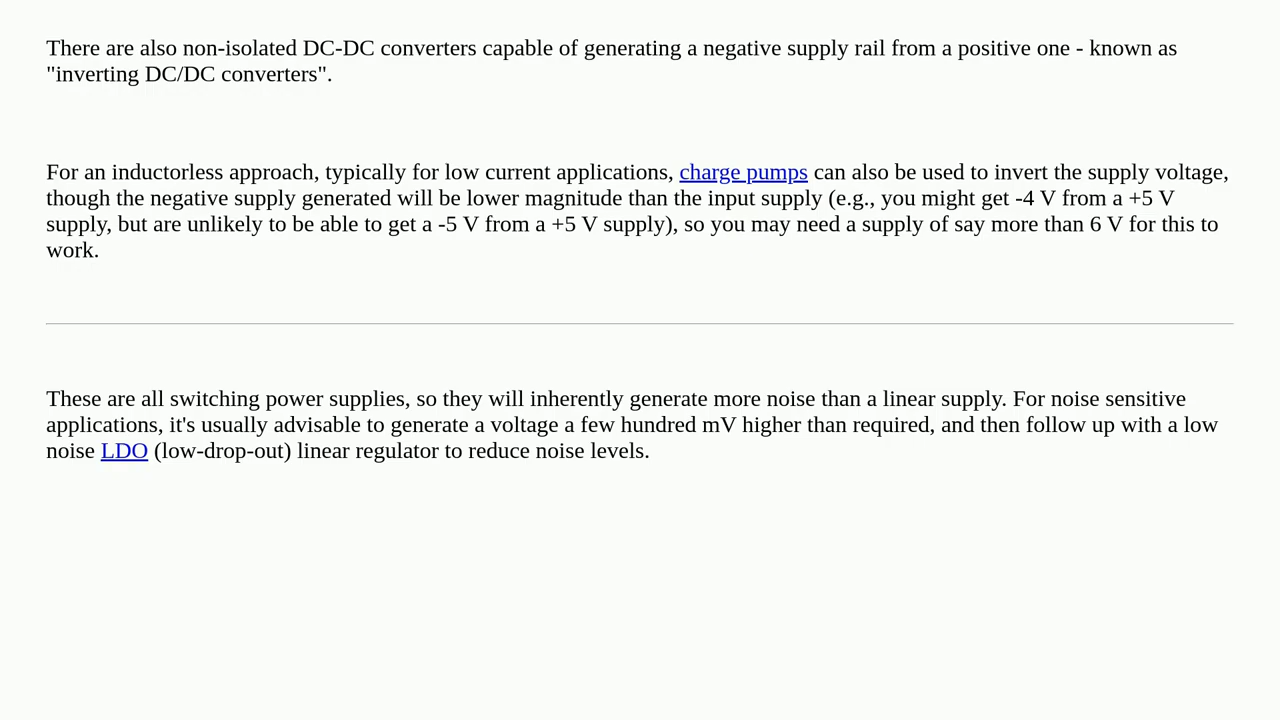 There are also non-isolated DC-DC converters capable of generating a negative supply rail from a positive one - known as
"inverting DC/DC converters".
For an inductorless approach, typically for low current applications, charge pumps can also be used to invert the supply voltage,
though the negative supply generated will be lower magnitude than the input supply (e.g., you might get -4 V from a +5 V
supply, but are unlikely to be able to get a -5 V from a +5 V supply), so you may need a supply of say more than 6 V for this to
work.
These are all switching power supplies, so they will inherently generate more noise than a linear supply. For noise sensitive
applications, it's usually advisable to generate a voltage a few hundred mV higher than required, and then follow up with a low
noise LDO (low-drop-out) linear regulator to reduce noise levels.